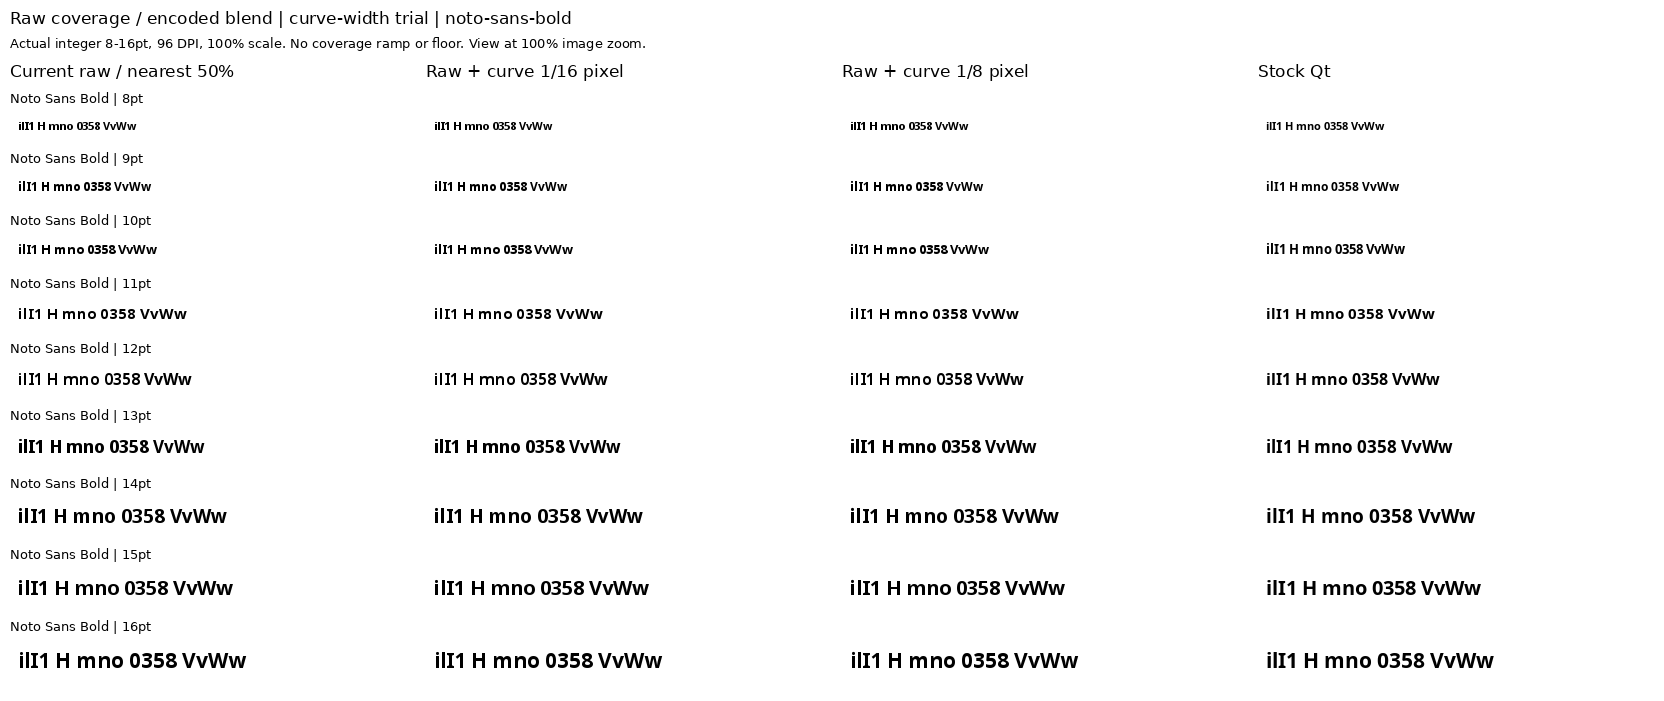 Raw coverage / encoded blend | curve-width trial | noto-sans-bold
Actual integer 8-16pt, 96 DPI, 100% scale. No coverage ramp or floor. View at 100% image zoom.
Current raw / nearest 50% Raw + curve 1/16 pixel Raw + curve 1/8 pixel Stock Qt
Noto Sans Bold | 8pt
ilI1 H mno 0358 VvWw ilI1 H mno 0358 VvWw ilI1 H mno 0358 VvWw ilI1 H mno 0358 VvWw
Noto Sans Bold | 9pt
ilI1 H mno 0358 VvWw ilI1 H mno 0358 VvWw ilI1 H mno 0358 VvWw ilI1 H mno 0358 VvWw
Noto Sans Bold | 10pt
ilI1 H mno 0358 VvWw ilI1 H mno 0358 VvWw ilI1 H mno 0358 VvWw ilI1 H mno 0358 VvWw
Noto Sans Bold | 11pt
ilI1 H mno 0358 VvWw ilI1 H mno 0358 VvWw ilI1 H mno 0358 VvWw ilI1 H mno 0358 VvWw
Noto Sans Bold | 12pt
ilI1 H mno 0358 VvWw ilI1 H mno 0358 VvWw ilI1 H mno 0358 VvWw ilI1 H mno 0358 VvWw
Noto Sans Bold | 13pt
ilI1 H mno 0358 VvWw ilI1 H mno 0358 VvWw ilI1 H mno 0358 VvWw ilI1 H mno 0358 VvWw
Noto Sans Bold | 14pt
ilI1 H mno 0358 VvWw ilI1 H mno 0358 VvWw ilI1 H mno 0358 VvWw ilI1 H mno 0358 VvWw
Noto Sans Bold | 15pt
ilI1 H mno 0358 VvWw ilI1 H mno 0358 VvWw ilI1 H mno 0358 VvWw ilI1 H mno 0358 VvWw
Noto Sans Bold | 16pt
ilI1 H mno 0358 VvWw ilI1 H mno 0358 VvWw ilI1 H mno 0358 VvWw ilI1 H mno 0358 VvWw